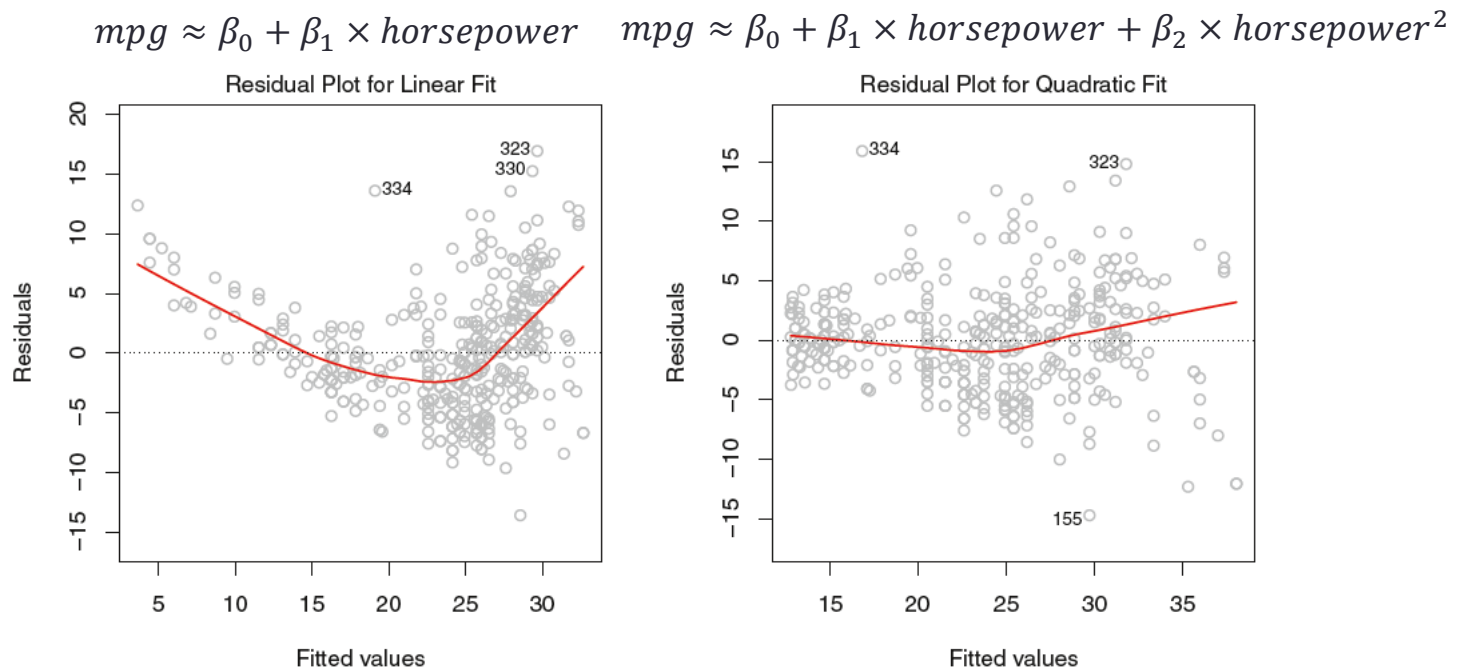 mpg ≈ β₀ + β₁ × horsepower
mpg ≈ β₀ + β₁ × horsepower + β₂ × horsepower²
Residual Plot for Linear Fit
20
15
10
5
0
−5
−10
−15
Residuals
323
330
334
5 10 15 20 25 30
Fitted values
Residual Plot for Quadratic Fit
15
10
5
0
−5
−10
−15
Residuals
334
323
155
15 20 25 30 35
Fitted values